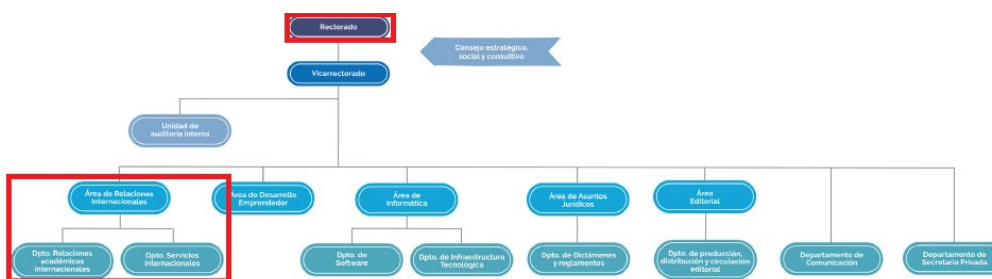 Rectorado
Consejo estratégico,
social y consultivo
Vicerrectorado
Unidad de
auditoría interna
Área de Relaciones
Internacionales
Área de Desarrollo
Emprendedor
Área de
Informática
Área de Asuntos
Jurídicos
Área
Editorial
Dpto. Relaciones
académicas
internacionales
Dpto. Servicios
internacionales
Dpto. de
Software
Dpto. de Infraestructura
Tecnológica
Dpto. de Dictámenes
y reglamentos
Dpto. de producción,
distribución y circulación
editorial
Departamento de
Comunicación
Departamento de
Secretaria Privada